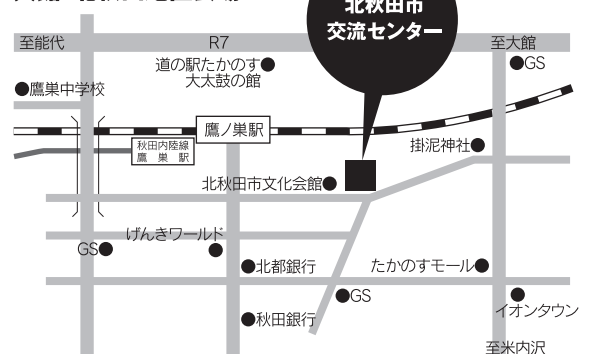 北秋田市
交流センター
至能代
R7
至大館
道の駅たかのす
大太鼓の館
GS
鷹巣中学校
鷹ノ巣駅
秋田内陸線
鷹巣駅
掛泥神社
北秋田市文化会館
げんきワールド
GS
北都銀行
たかのすモール
GS
イオンタウン
秋田銀行
至米内沢